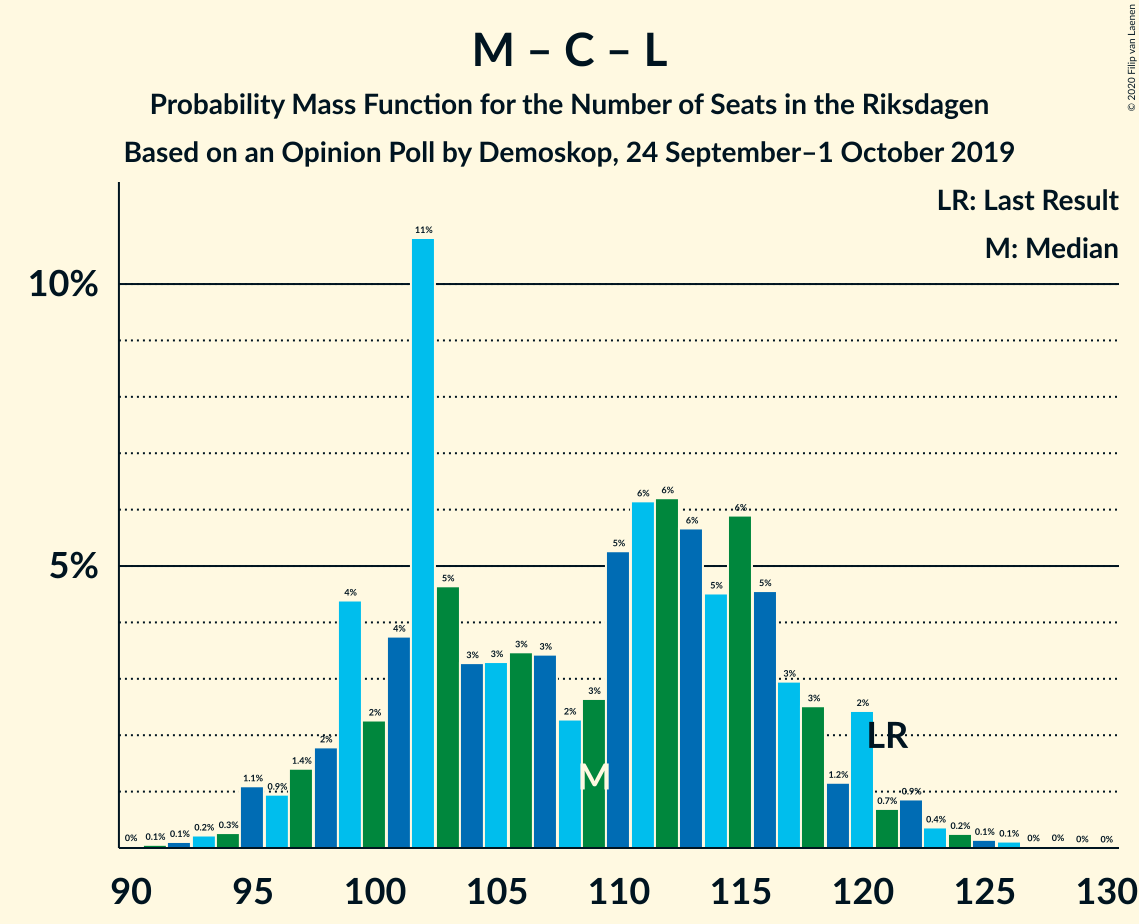 M – C – L
Probability Mass Function for the Number of Seats in the Riksdagen
Based on an Opinion Poll by Demoskop, 24 September–1 October 2019
© 2020 Filip van Laenen
LR: Last Result
M: Median
10%
5%
0% 0.1% 0.1% 0.2% 0.3% 1.1% 0.9% 1.4% 2% 4% 2% 4% 11% 5% 3% 3% 3% 3% 2% 3% 5% 6% 6% 6% 5% 6% 5% 3% 3% 1.2% 2% 0.7% 0.9% 0.4% 0.2% 0.1% 0.1% 0% 0% 0% 0%
LR
M
90 95 100 105 110 115 120 125 130